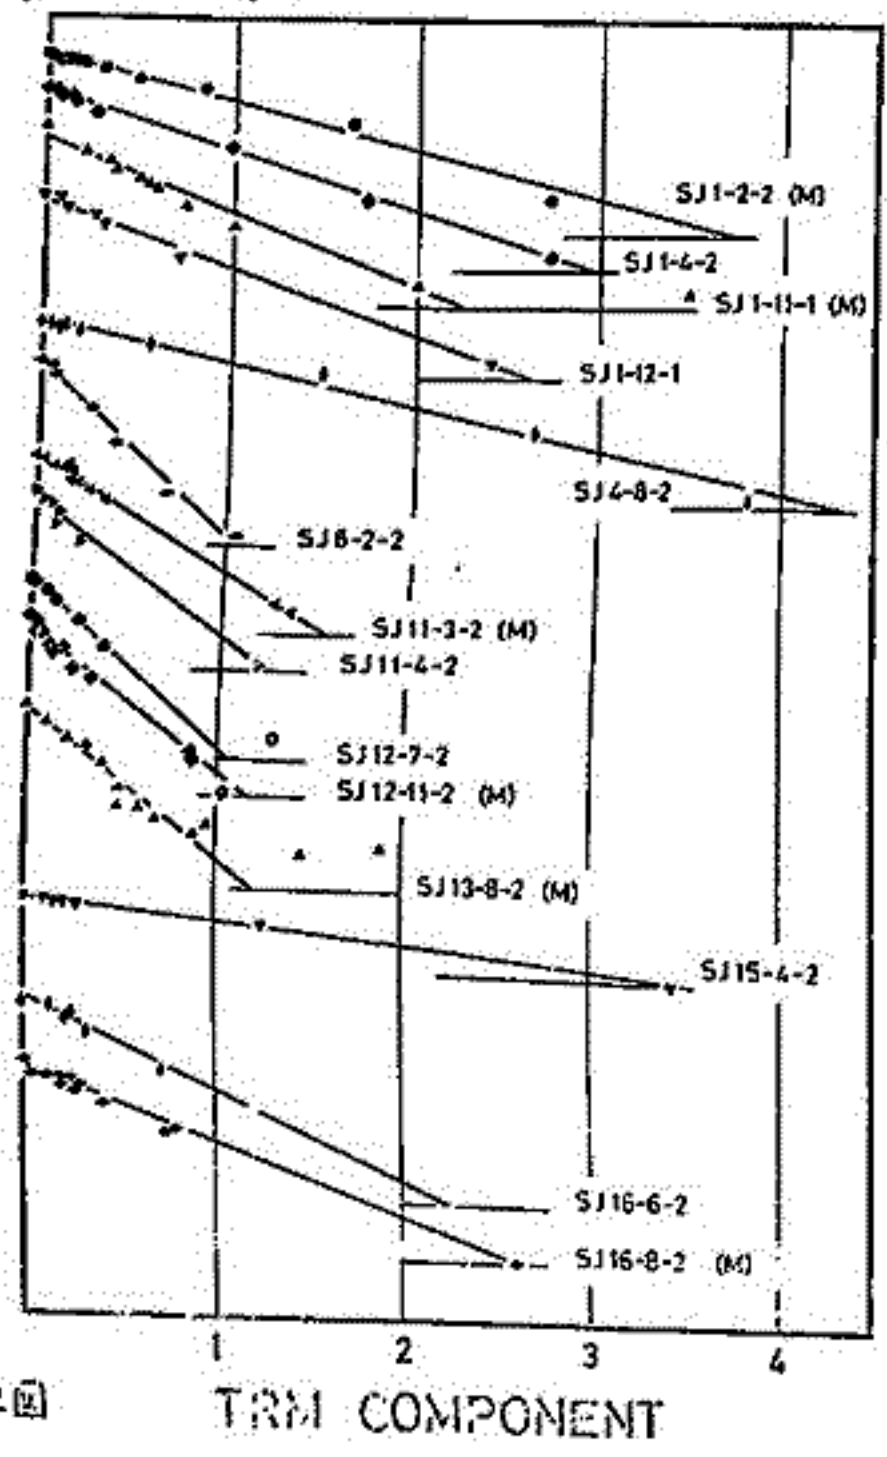 SJ1-2-2 (M)
SJ1-4-2
SJ1-11-1 (M)
SJ1-12-1
SJ4-8-2
SJ6-2-2
SJ11-3-2 (M)
SJ11-4-2
SJ12-7-2
SJ12-11-2 (M)
SJ13-8-2 (M)
SJ15-4-2
SJ16-6-2
SJ16-8-2 (M)
1 2 3 4
TRM COMPONENT